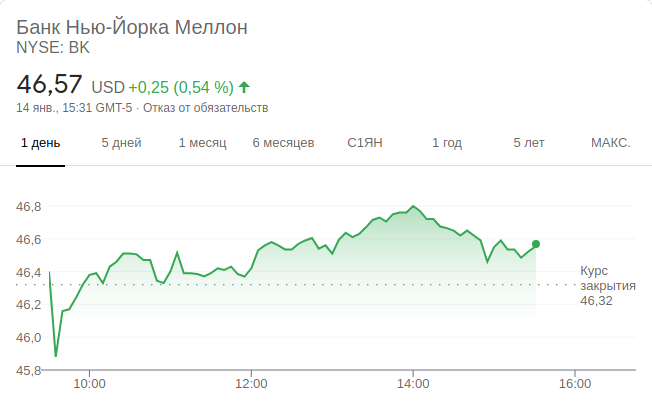 Банк Нью-Йорка Меллон
NYSE: BK
46,57 USD +0,25 (0,54 %)
14 янв., 15:31 GMT-5 · Отказ от обязательств
1 день 5 дней 1 месяц 6 месяцев С1ЯН 1 год 5 лет МАКС.
46,8
46,6
46,4
Курс
закрытия
46,32
46,2
46,0
45,8
10:00 12:00 14:00 16:00